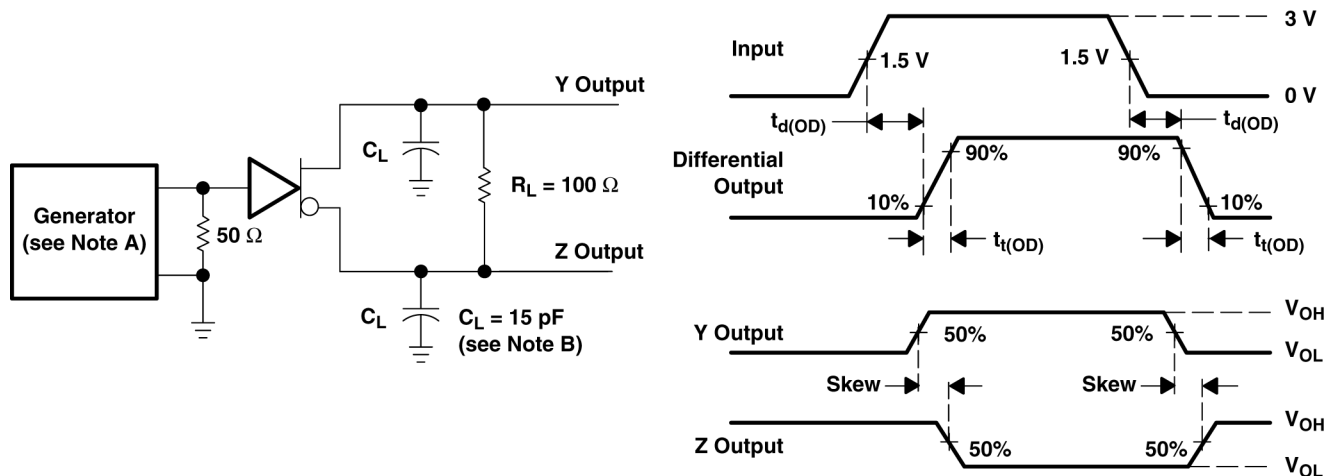 Y Output
C_L
R_L = 100 Ω
Generator
(see Note A)
50 Ω
Z Output
C_L
C_L = 15 pF
(see Note B)
3 V
Input
1.5 V
1.5 V
0 V
t_d(OD)
t_d(OD)
Differential
Output
90%
90%
10%
10%
t_t(OD)
t_t(OD)
V_OH
Y Output
50%
50%
V_OL
Skew
Skew
V_OH
Z Output
50%
50%
V_OL